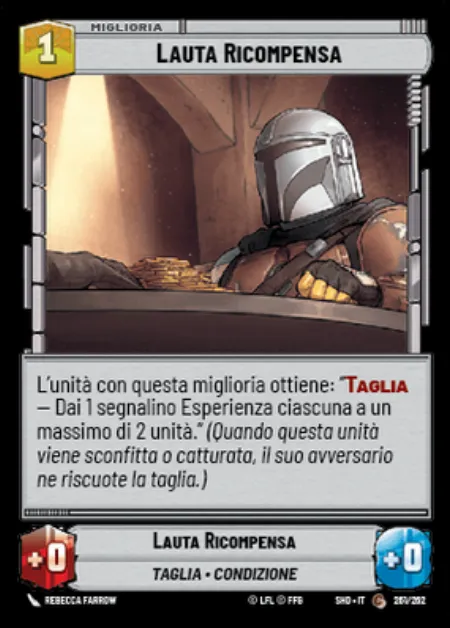 MIGLIORIA
1
LAUTA RICOMPENSA
L'unità con questa miglioria ottiene: "TAGLIA
– Dai 1 segnalino Esperienza ciascuna a un
massimo di 2 unità." (Quando questa unità
viene sconfitta o catturata, il suo avversario
ne riscuote la taglia.)
+0
LAUTA RICOMPENSA
+0
TAGLIA • CONDIZIONE
REBECCA FARROW
© LFL © FFG
SHD • IT
C
261/262